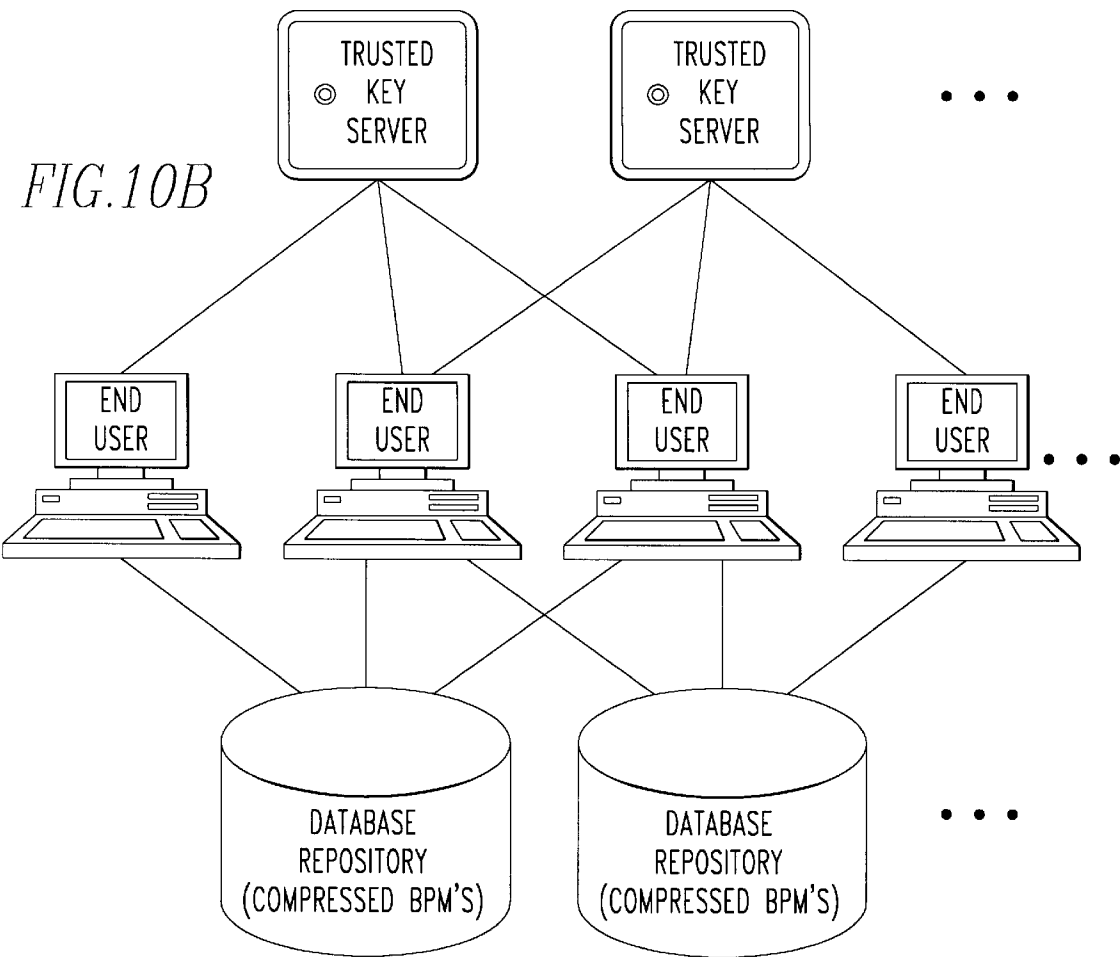 TRUSTED
KEY
SERVER
TRUSTED
KEY
SERVER
FIG.10B
END
USER
END
USER
END
USER
END
USER
DATABASE
REPOSITORY
(COMPRESSED BPM'S)
DATABASE
REPOSITORY
(COMPRESSED BPM'S)